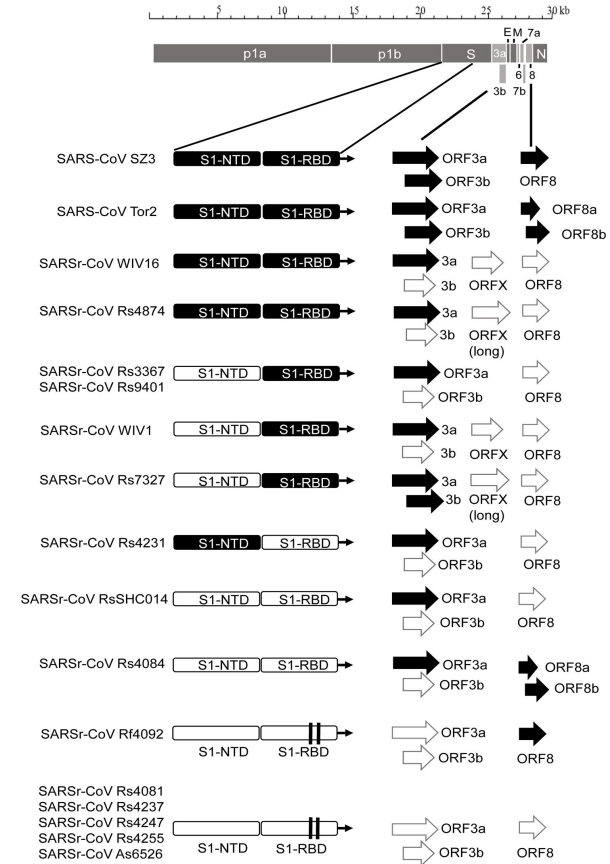 5 10 15 20 25 30 kb
E M 7a
p1a p1b S 3a N
6 8
3b 7b
SARS-CoV SZ3 S1-NTD S1-RBD ORF3a
ORF3b ORF8
SARS-CoV Tor2 S1-NTD S1-RBD ORF3a ORF8a
ORF3b ORF8b
SARSr-CoV WIV16 S1-NTD S1-RBD 3a
3b ORFX ORF8
SARSr-CoV Rs4874 S1-NTD S1-RBD 3a
3b ORFX ORF8
(long)
SARSr-CoV Rs3367 S1-NTD S1-RBD ORF3a
SARSr-CoV Rs9401
ORF3b ORF8
SARSr-CoV WIV1 S1-NTD S1-RBD 3a
3b ORFX ORF8
SARSr-CoV Rs7327 S1-NTD S1-RBD 3a
3b ORFX ORF8
(long)
SARSr-CoV Rs4231 S1-NTD S1-RBD ORF3a
ORF3b ORF8
SARSr-CoV RsSHC014 S1-NTD S1-RBD ORF3a
ORF3b ORF8
SARSr-CoV Rs4084 S1-NTD S1-RBD ORF3a ORF8a
ORF3b ORF8b
SARSr-CoV Rf4092 ORF3a
S1-NTD S1-RBD ORF3b ORF8
SARSr-CoV Rs4081
SARSr-CoV Rs4237
SARSr-CoV Rs4247 ORF3a
SARSr-CoV Rs4255
SARSr-CoV As6526 S1-NTD S1-RBD ORF3b ORF8